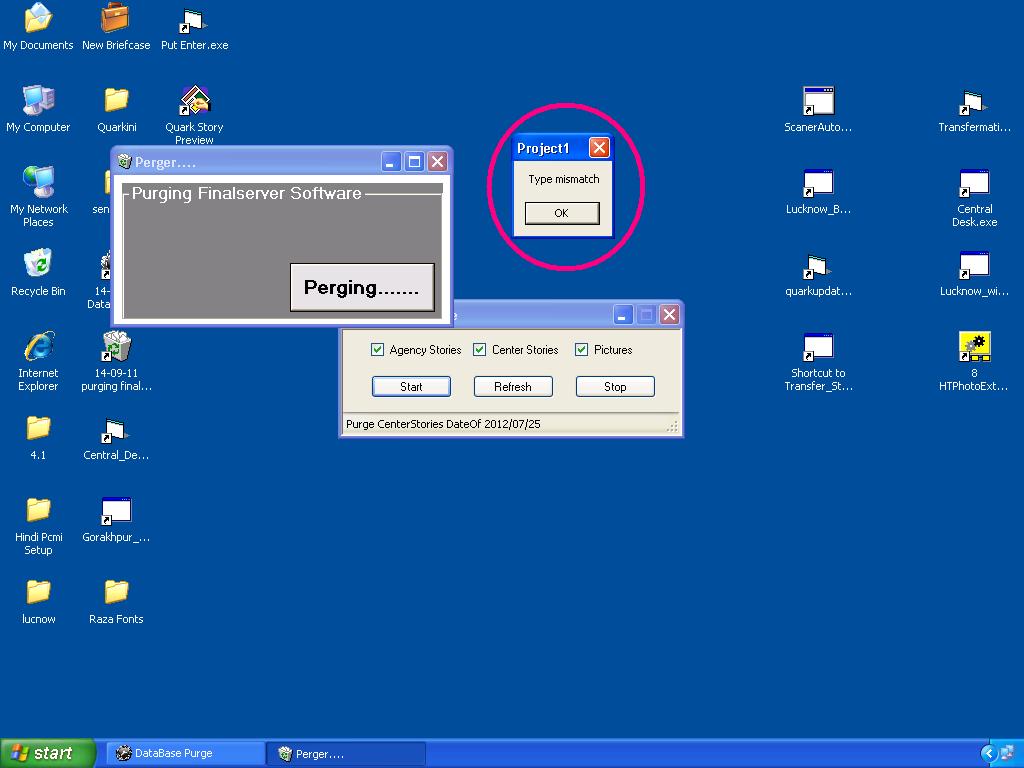 My Documents
New Briefcase
Put Enter.exe
My Computer
Quarkini
Quark Story
Preview
ScanerAuto...
Transfermati...
Perger....
Purging Finalserver Software
Perging.......
Project1
Type mismatch
OK
My Network
Places
sen
Lucknow_B...
Central
Desk.exe
Recycle Bin
14-
Data
quarkupdat...
Lucknow_wi...
e
Agency Stories
Center Stories
Pictures
Start
Refresh
Stop
Purge CenterStories DateOf 2012/07/25
Internet
Explorer
14-09-11
purging final...
Shortcut to
Transfer_St...
8
HTPhotoExt...
4.1
Central_De...
Hindi Pcmi
Setup
Gorakhpur_...
lucnow
Raza Fonts
start
DataBase Purge
Perger....